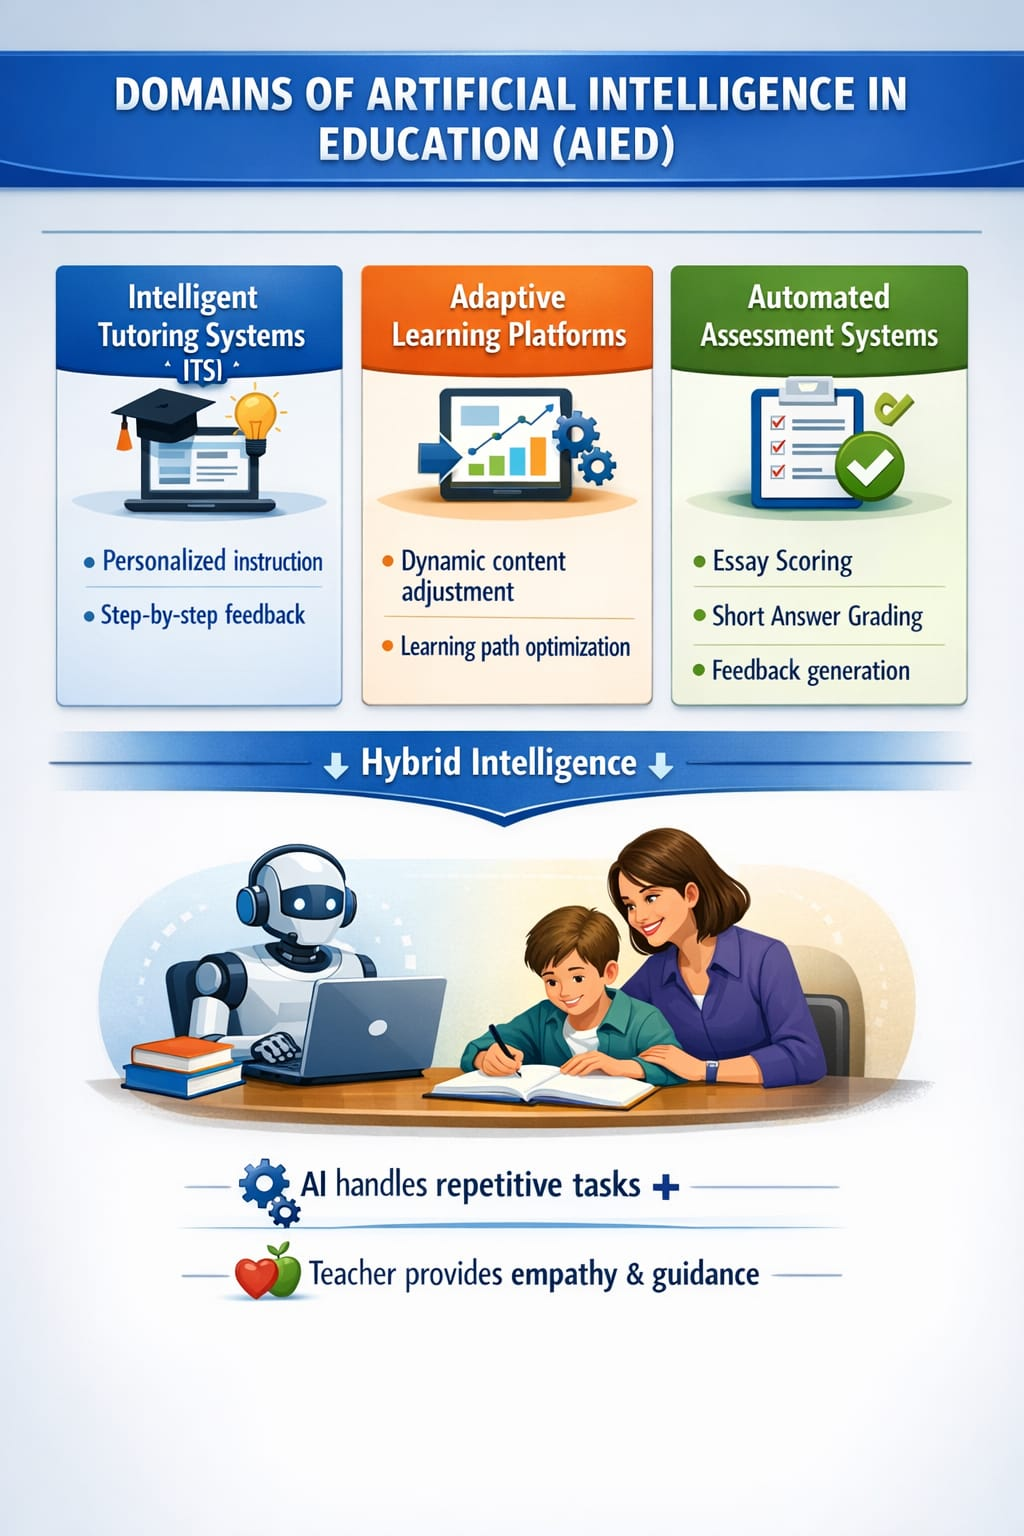 DOMAINS OF ARTIFICIAL INTELLIGENCE IN
EDUCATION (AIED)
Intelligent
Tutoring Systems
ITSI
Adaptive
Learning Platforms
Automated
Assessment Systems
• Personalized instruction
• Step-by-step feedback
• Dynamic content
adjustment
• Learning path optimization
• Essay Scoring
• Short Answer Grading
• Feedback generation
Hybrid Intelligence
AI handles repetitive tasks +
Teacher provides empathy & guidance